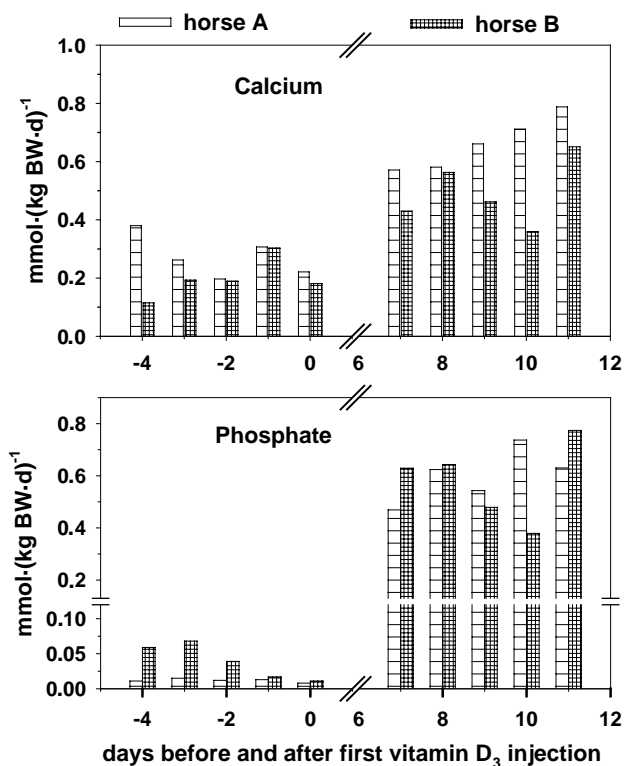 horse A horse B
Calcium
mmol·(kg BW·d)⁻¹
1.0
0.8
0.6
0.4
0.2
0.0
-4 -2 0 6 8 10 12
Phosphate
mmol·(kg BW·d)⁻¹
0.8
0.6
0.4
0.2
0.10
0.05
0.00
-4 -2 0 6 8 10 12
days before and after first vitamin D₃ injection